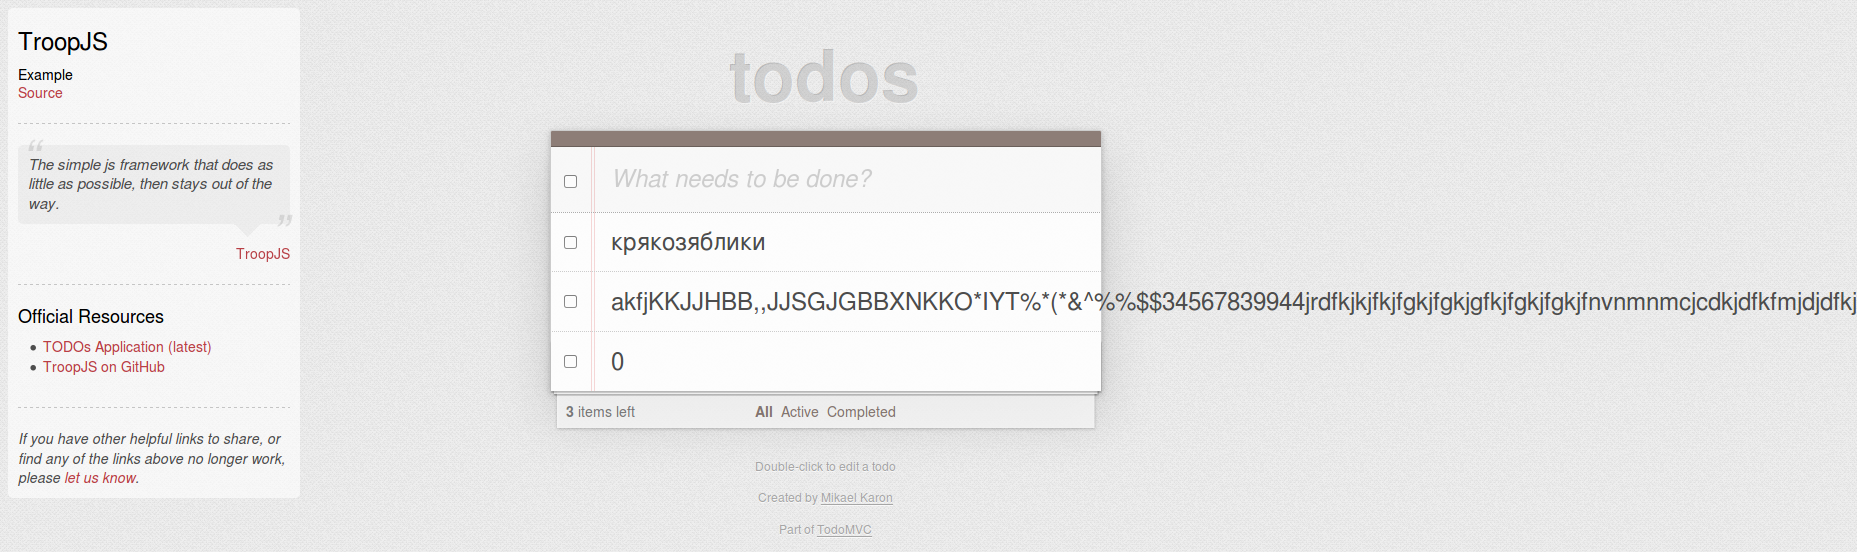 TroopJS
Example
Source
“
The simple js framework that does as
little as possible, then stays out of the
way.
”
TroopJS
Official Resources
• TODOs Application (latest)
• TroopJS on GitHub
If you have other helpful links to share, or
find any of the links above no longer work,
please let us know.
todos
What needs to be done?
крякозяблики
akfjKKJJHBB,,JJSGJGBBXNKKO*IYT%*(*&^%%$$34567839944jrdfkjkjfkjfgkjfgkjgfkjfgkjfgkjfnvnmnmcjcdkjdfkfmjdjdfkj
0
3 items left
All Active Completed
Double-click to edit a todo
Created by Mikael Karon
Part of TodoMVC